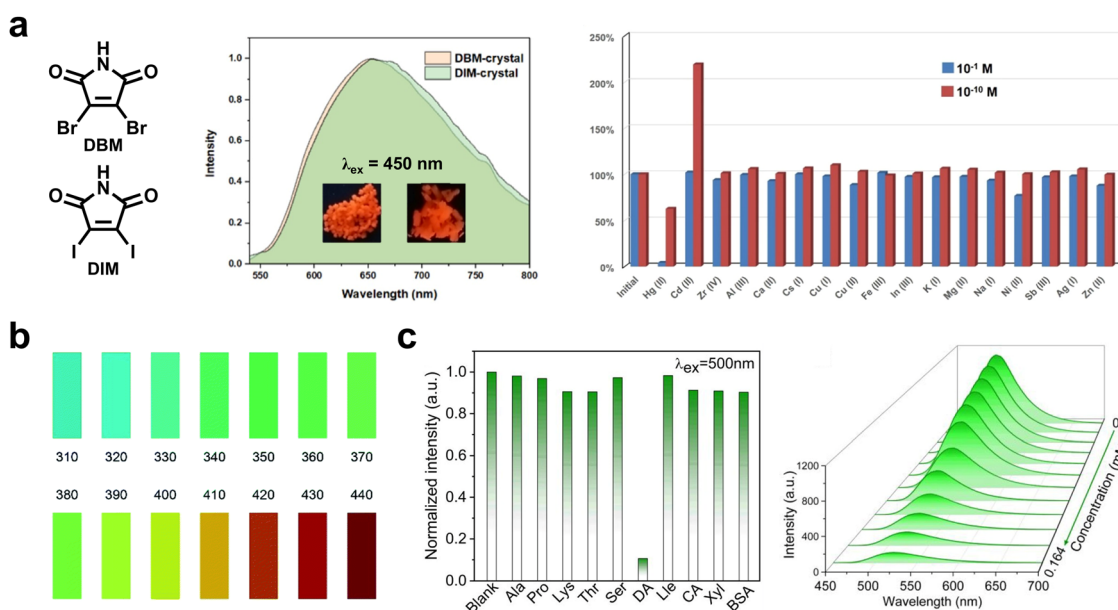 a
H
N
O
O
Br
Br
DBM
H
N
O
O
I
I
DIM
Intensity
1.0
0.8
0.6
0.4
0.2
0.0
DBM-crystal
DIM-crystal
λex = 450 nm
550
600
650
700
750
800
Wavelength (nm)
250%
200%
150%
100%
50%
0%
10-1 M
10-10 M
Initial
Hg (II)
Cd (II)
Zr (IV)
Al (III)
Ca (II)
Cs (I)
Cu (I)
Cu (II)
Fe (III)
In (III)
K (I)
Mg (II)
Na (I)
Ni (II)
Sb (III)
Ag (I)
Zn (II)
b
310 320 330 340 350 360 370
380 390 400 410 420 430 440
c
Normalized intensity (a.u.)
1.0
0.8
0.6
0.4
0.2
0.0
λex=500nm
Blank
Ala
Pro
Lys
Thr
Ser
DA
Lle
CA
Xyl
BSA
Intensity (a.u.)
1200
800
400
0
450
500
550
600
650
700
Wavelength (nm)
0
0.164
Concentration